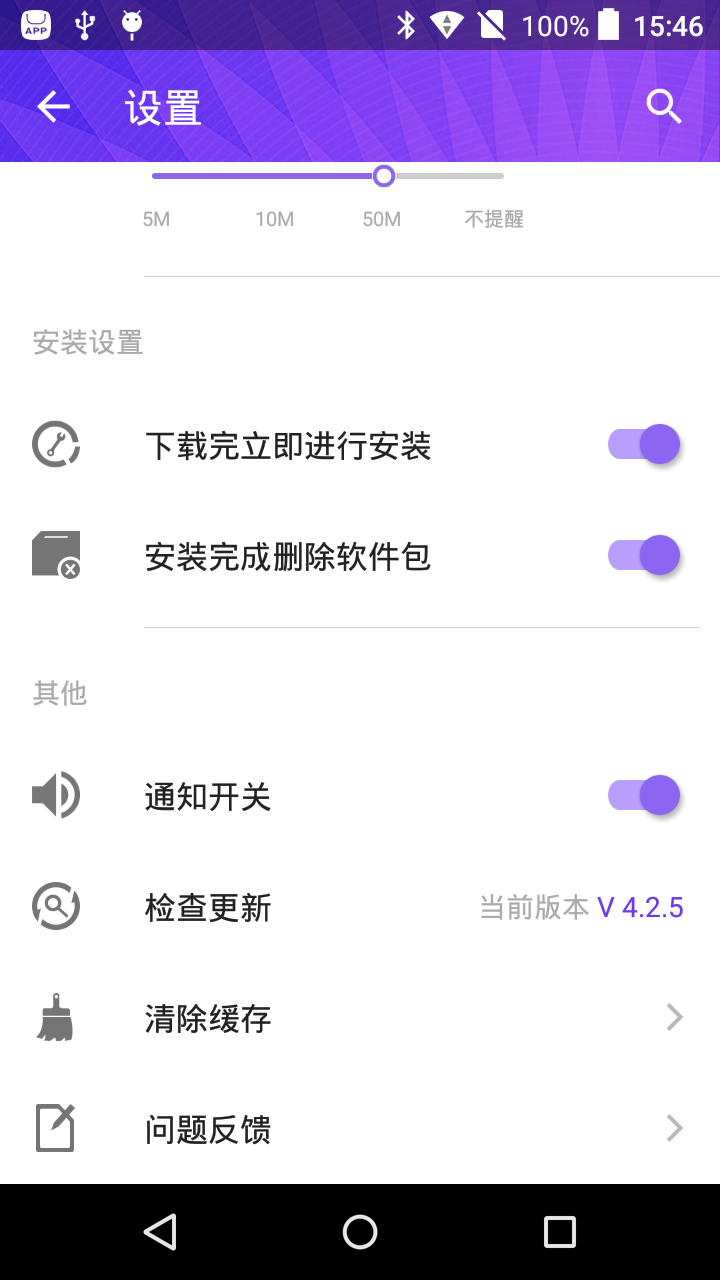 APP 100% 15:46
设置
5M 10M 50M 不提醒
安装设置
下载完立即进行安装
安装完成删除软件包
其他
通知开关
检查更新 当前版本 V 4.2.5
清除缓存
问题反馈